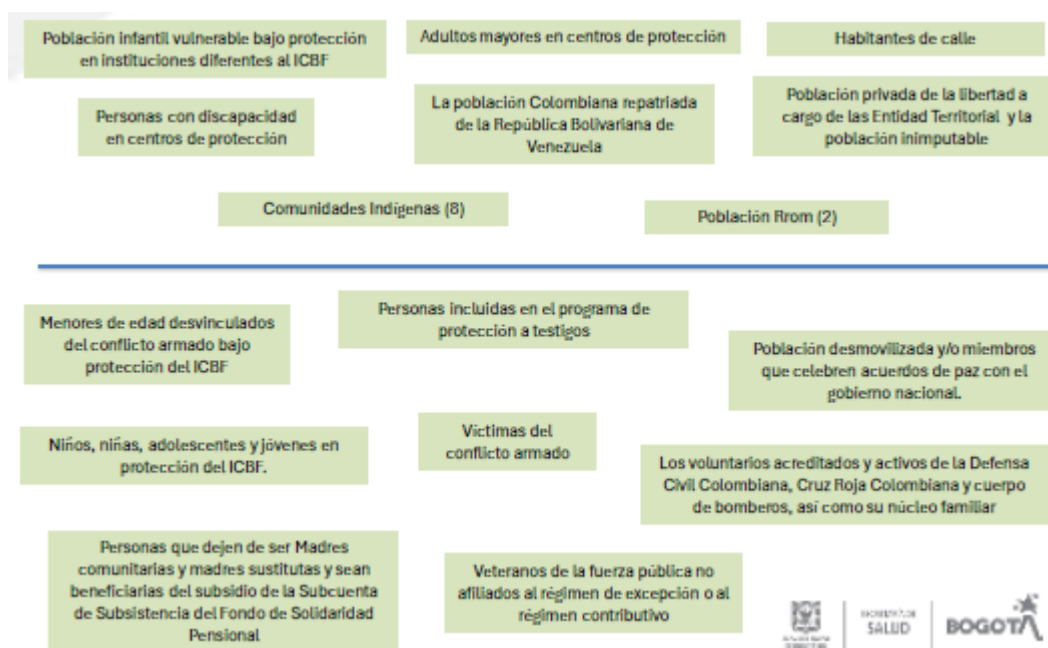 Población infantil vulnerable bajo protección
en instituciones diferentes al ICBF
Adultos mayores en centros de protección
Habitantes de calle
Personas con discapacidad
en centros de protección
La población Colombiana repatriada
de la República Bolivariana de
Venezuela
Población privada de la libertad a
cargo de las Entidad Territorial y la
población inimputable
Comunidades Indígenas (8)
Población Rrom (2)
Menores de edad desvinculados
del conflicto armado bajo
protección del ICBF
Personas incluidas en el programa de
protección a testigos
Población desmovilizada y/o miembros
que celebren acuerdos de paz con el
gobierno nacional.
Niños, niñas, adolescentes y jóvenes en
protección del ICBF.
Víctimas del
conflicto armado
Los voluntarios acreditados y activos de la Defensa
Civil Colombiana, Cruz Roja Colombiana y cuerpo
de bomberos, así como su núcleo familiar
Personas que dejen de ser Madres
comunitarias y madres sustitutas y sean
beneficiarias del subsidio de la Subcuenta
de Subsistencia del Fondo de Solidaridad
Pensional
Veteranos de la fuerza pública no
afiliados al régimen de excepción o al
régimen contributivo
SALUD
BOGOTÁ